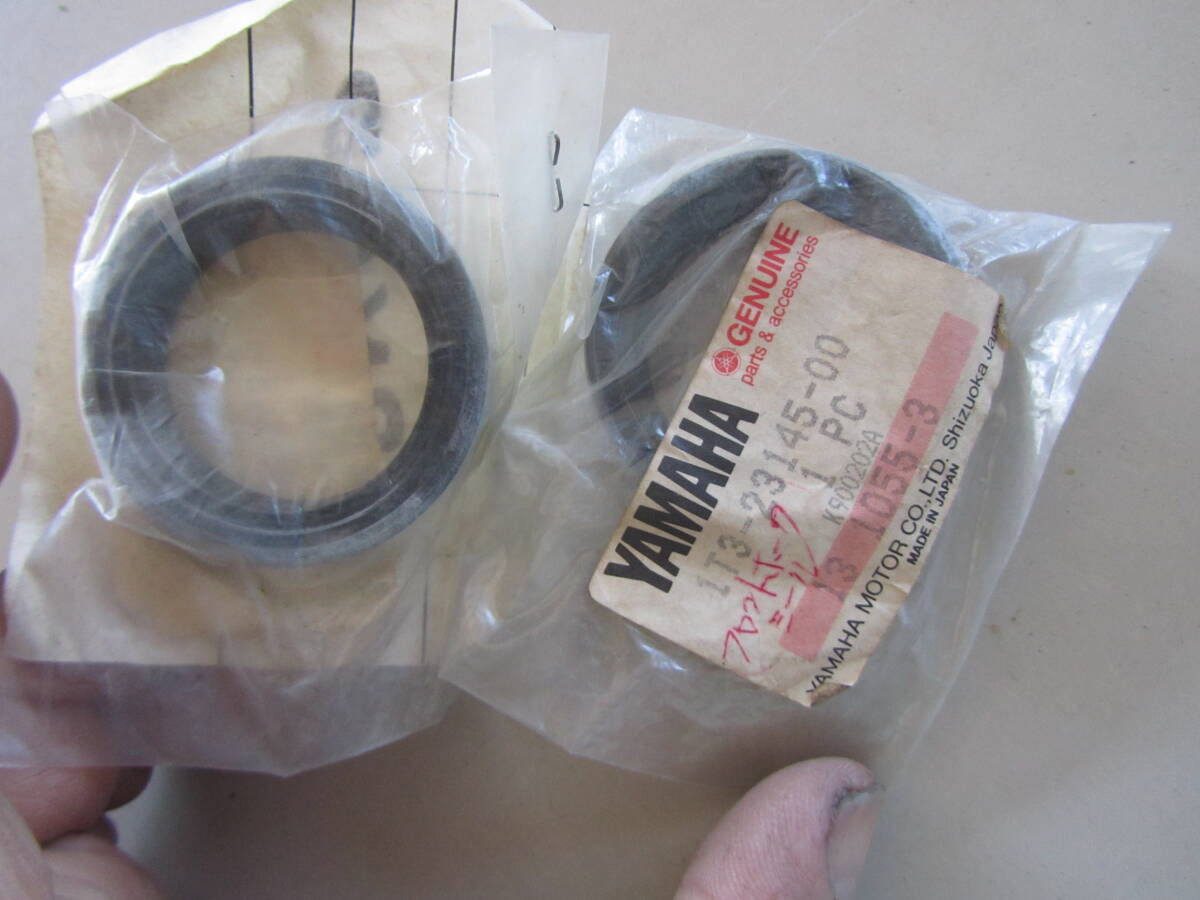 GENUINE
parts & accessories
YAMAHA
1T3-23145-00
1 PC
K900202A
13 1055-3
フロントホーク
シール
YAMAHA MOTOR CO.,LTD. Shizuoka Japan
MADE IN JAPAN